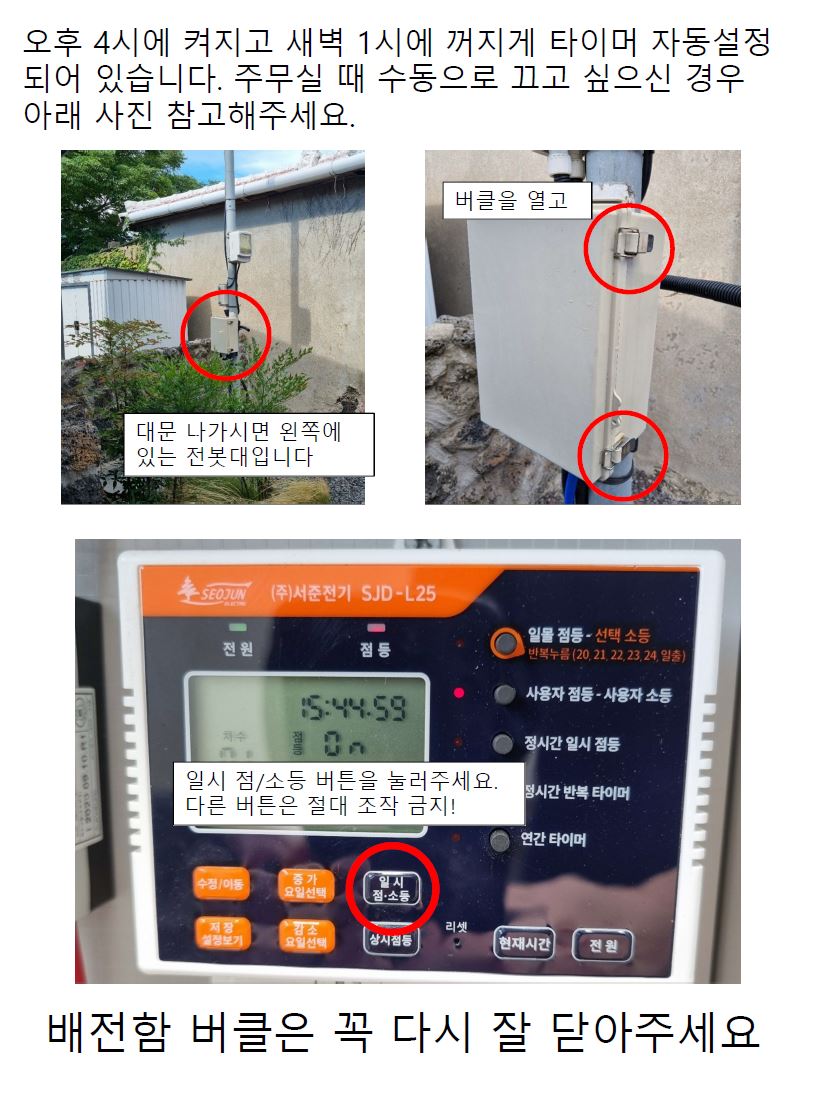 오후 4시에 켜지고 새벽 1시에 꺼지게 타이머 자동설정
되어 있습니다. 주무실 때 수동으로 끄고 싶으신 경우
아래 사진 참고해주세요.
버클을 열고
대문 나가시면 왼쪽에
있는 전봇대입니다
SEOJUN
ELECTRIC
(주)서준전기 SJD-L25
전 원
점 등
일몰 점등 - 선택 소등
반복누름 (20, 21, 22, 23, 24, 일출)
15:44:59
사용자 점등 - 사용자 소등
차수
점등
On
정시간 일시 점등
일시 점/소등 버튼을 눌러주세요.
다른 버튼은 절대 조작 금지!
정시간 반복 타이머
연간 타이머
수정/이동
증 가
요일선택
일 시
점·소등
저 장
설정보기
감 소
요일선택
상시점등
리셋
현재시간
전 원
배전함 버클은 꼭 다시 잘 닫아주세요